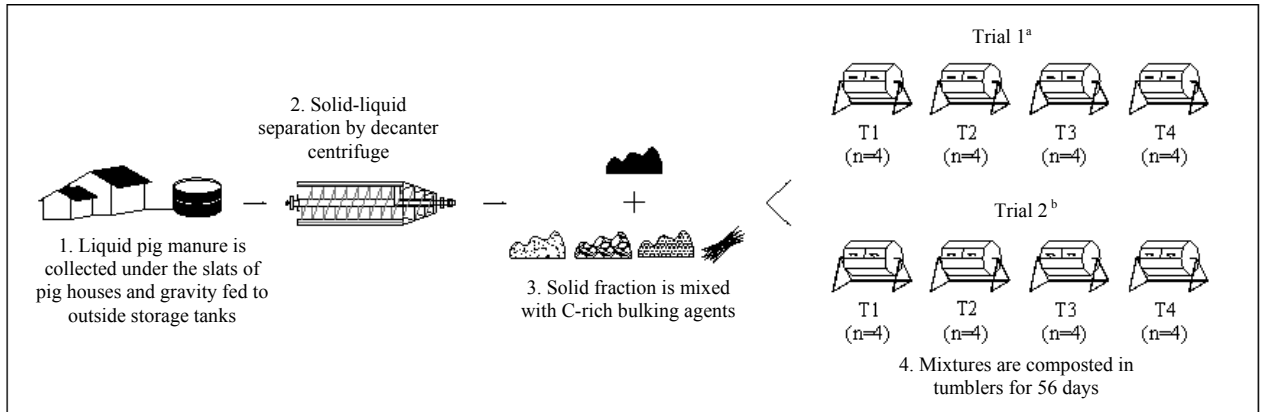 1. Liquid pig manure is
collected under the slats of
pig houses and gravity fed to
outside storage tanks
2. Solid-liquid
separation by decanter
centrifuge
+
3. Solid fraction is mixed
with C-rich bulking agents
Trial 1ᵃ
T1 T2 T3 T4
(n=4) (n=4) (n=4) (n=4)
Trial 2ᵇ
T1 T2 T3 T4
(n=4) (n=4) (n=4) (n=4)
4. Mixtures are composted in
tumblers for 56 days